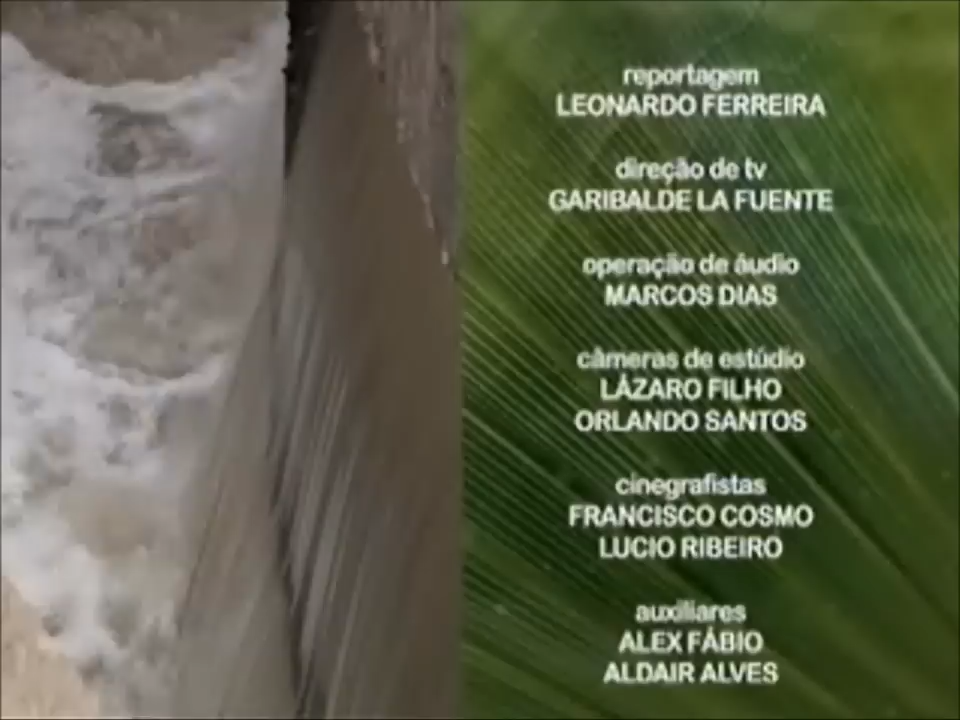 reportagem
LEONARDO FERREIRA
direção de tv
GARIBALDE LA FUENTE
operação de áudio
MARCOS DIAS
câmeras de estúdio
LÁZARO FILHO
ORLANDO SANTOS
cinegrafistas
FRANCISCO COSMO
LUCIO RIBEIRO
auxiliares
ALEX FÁBIO
ALDAIR ALVES